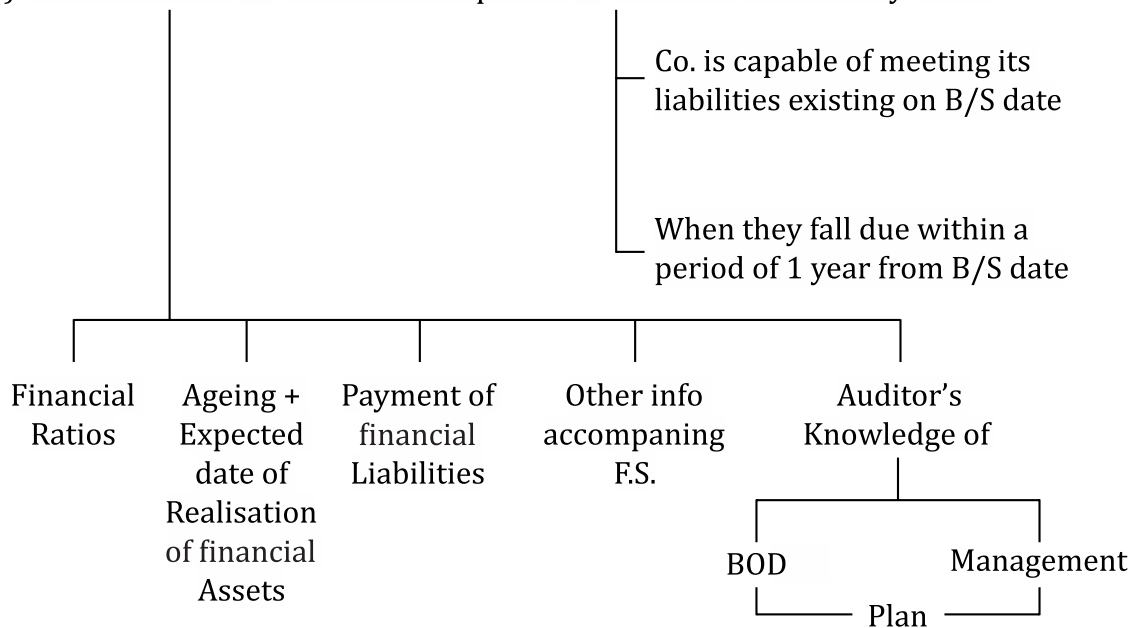 Co. is capable of meeting its
liabilities existing on B/S date
When they fall due within a
period of 1 year from B/S date
Financial
Ratios
Ageing +
Expected
date of
Realisation
of financial
Assets
Payment of
financial
Liabilities
Other info
accompaning
F.S.
Auditor's
Knowledge of
BOD
Management
Plan